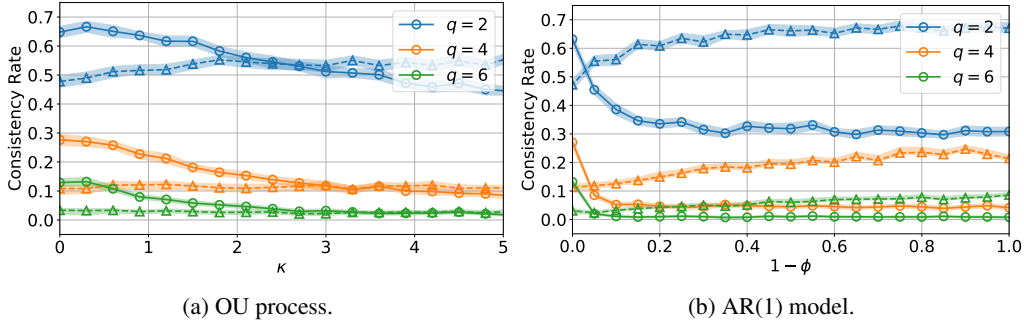 Consistency Rate
0.7
0.6
0.5
0.4
0.3
0.2
0.1
0.0
0
1
2
3
4
5
κ
q = 2
q = 4
q = 6
(a) OU process.
Consistency Rate
0.7
0.6
0.5
0.4
0.3
0.2
0.1
0.0
0.0
0.2
0.4
0.6
0.8
1.0
1 − ϕ
q = 2
q = 4
q = 6
(b) AR(1) model.